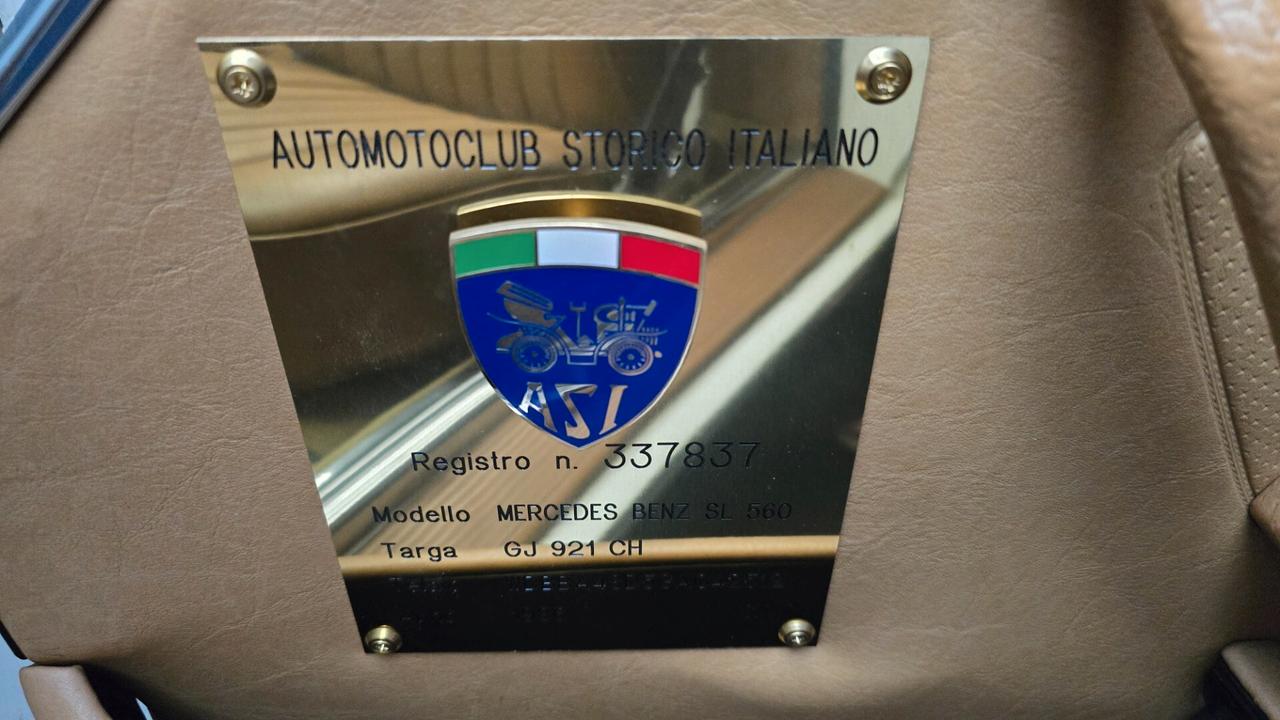 AUTOMOTOCLUB STORICO ITALIANO
ASI
Registro n. 337837
Modello MERCEDES BENZ SL 560
Targa GJ 921 CH